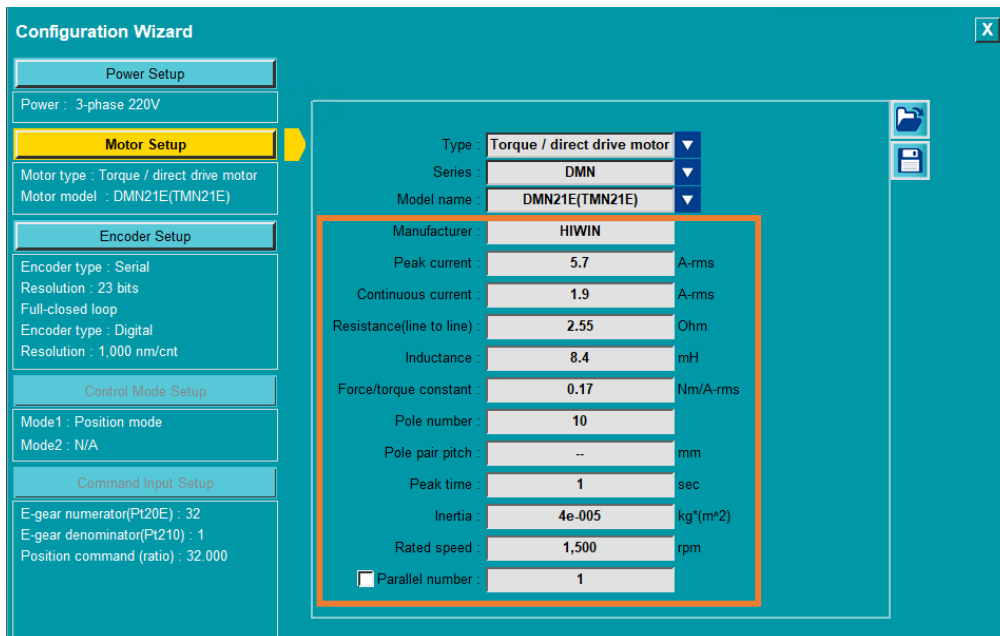 Configuration Wizard
X
Power Setup
Power : 3-phase 220V
Motor Setup
Motor type : Torque / direct drive motor
Motor model : DMN21E(TMN21E)
Encoder Setup
Encoder type : Serial
Resolution : 23 bits
Full-closed loop
Encoder type : Digital
Resolution : 1,000 nm/cnt
Control Mode Setup
Mode1 : Position mode
Mode2 : N/A
Command Input Setup
E-gear numerator(Pt20E) : 32
E-gear denominator(Pt210) : 1
Position command (ratio) : 32.000
Type : Torque / direct drive motor
Series : DMN
Model name : DMN21E(TMN21E)
Manufacturer : HIWIN
Peak current : 5.7 A-rms
Continuous current : 1.9 A-rms
Resistance(line to line) : 2.55 Ohm
Inductance : 8.4 mH
Force/torque constant : 0.17 Nm/A-rms
Pole number : 10
Pole pair pitch : -- mm
Peak time : 1 sec
Inertia : 4e-005 kg*(m^2)
Rated speed : 1,500 rpm
Parallel number : 1